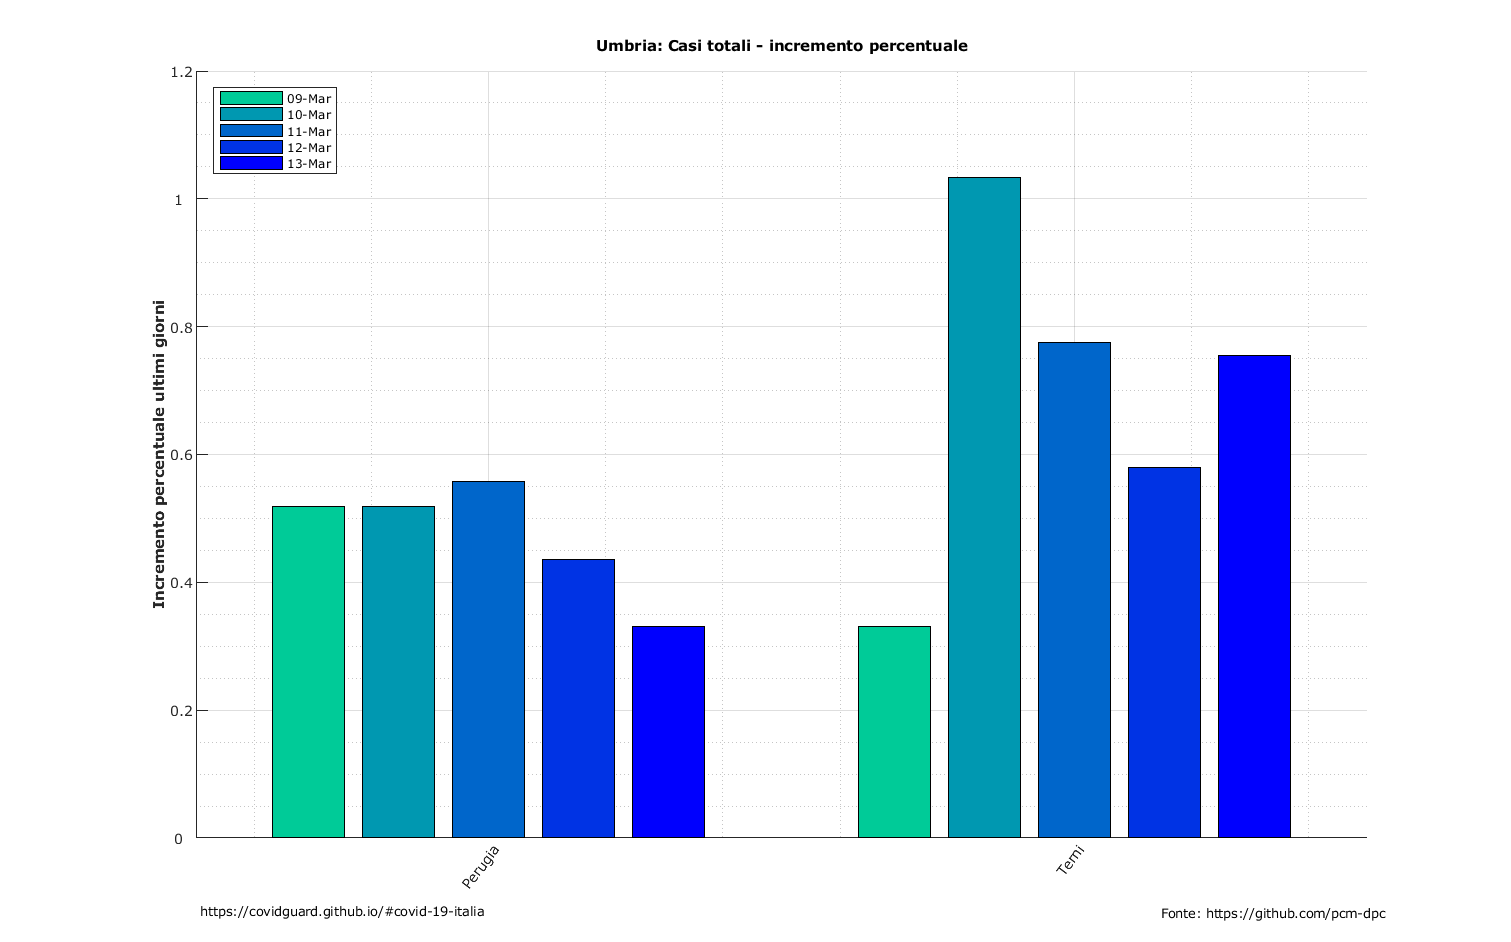 Umbria: Casi totali - incremento percentuale
1.2
1
0.8
0.6
0.4
0.2
0
Incremento percentuale ultimi giorni
09-Mar
10-Mar
11-Mar
12-Mar
13-Mar
Perugia
Terni
https://covidguard.github.io/#covid-19-italia
Fonte: https://github.com/pcm-dpc